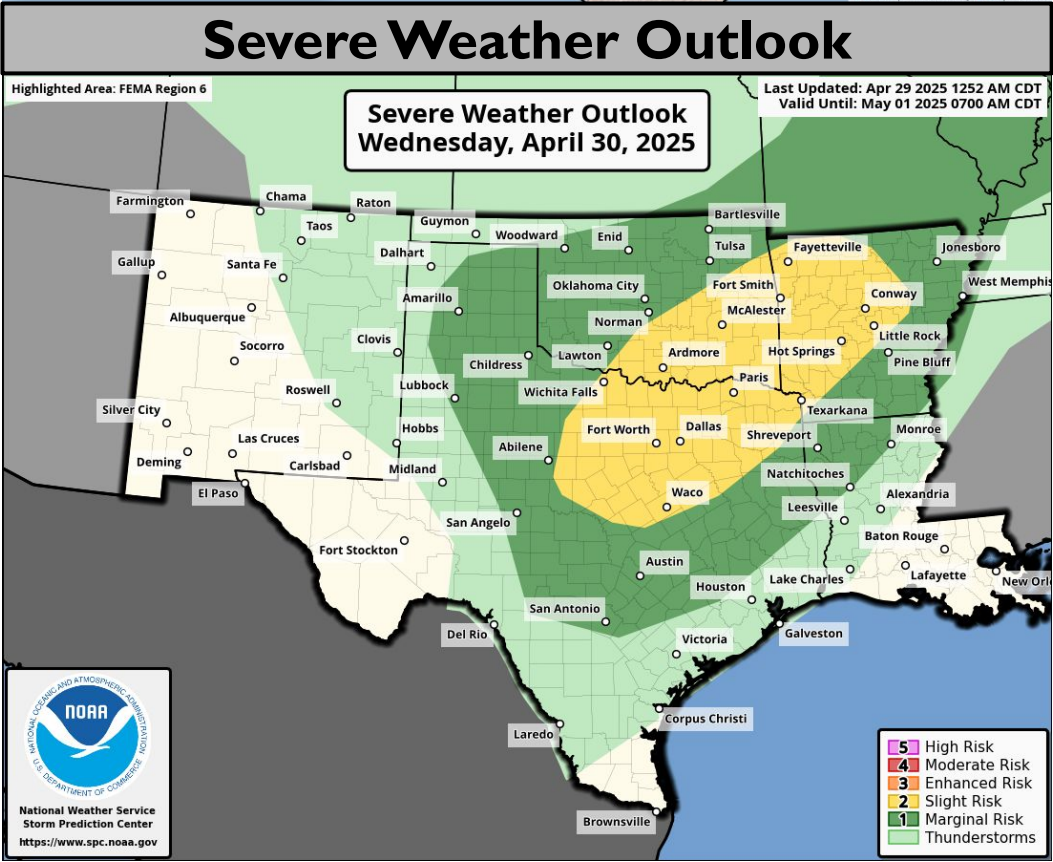 Severe Weather Outlook
Highlighted Area: FEMA Region 6
Last Updated: Apr 29 2025 1252 AM CDT
Valid Until: May 01 2025 0700 AM CDT
Severe Weather Outlook
Wednesday, April 30, 2025
Farmington
Chama
Raton
Taos
Guymon
Woodward
Enid
Bartlesville
Tulsa
Fayetteville
Jonesboro
Gallup
Santa Fe
Dalhart
Oklahoma City
Fort Smith
Conway
West Memphis
Albuquerque
Amarillo
Norman
McAlester
Little Rock
Socorro
Clovis
Childress
Lawton
Ardmore
Hot Springs
Pine Bluff
Roswell
Lubbock
Wichita Falls
Paris
Texarkana
Silver City
Las Cruces
Hobbs
Fort Worth
Dallas
Shreveport
Monroe
Deming
Carlsbad
Midland
Abilene
Natchitoches
El Paso
San Angelo
Waco
Leesville
Alexandria
Fort Stockton
Austin
Baton Rouge
Houston
Lake Charles
Lafayette
New Orl
Del Rio
San Antonio
Victoria
Galveston
Laredo
Corpus Christi
Brownsville
NATIONAL OCEANIC AND ATMOSPHERIC ADMINISTRATION
NOAA
U.S. DEPARTMENT OF COMMERCE
National Weather Service
Storm Prediction Center
https://www.spc.noaa.gov
5 High Risk
4 Moderate Risk
3 Enhanced Risk
2 Slight Risk
1 Marginal Risk
Thunderstorms